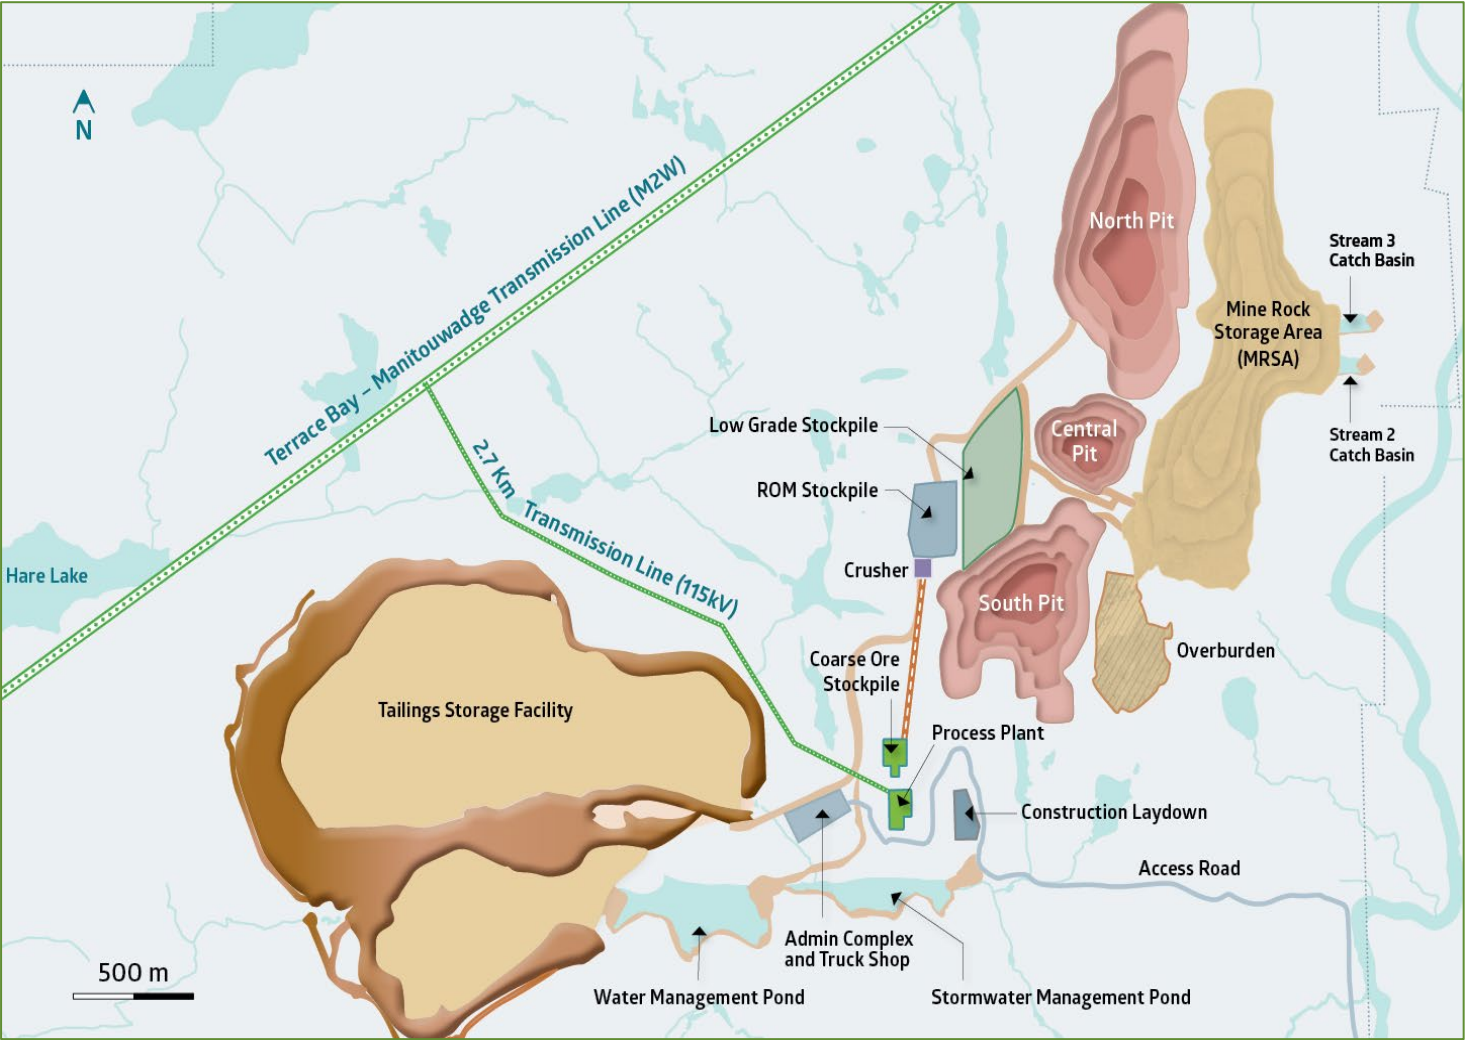 N
Terrace Bay – Manitouwadge Transmission Line (M2W)
North Pit
Stream 3
Catch Basin
Mine Rock
Storage Area
(MRSA)
Low Grade Stockpile
Central
Pit
Stream 2
Catch Basin
2.7 Km Transmission Line (115kV)
ROM Stockpile
Hare Lake
Crusher
South Pit
Overburden
Coarse Ore
Stockpile
Tailings Storage Facility
Process Plant
Construction Laydown
Access Road
500 m
Admin Complex
and Truck Shop
Water Management Pond
Stormwater Management Pond